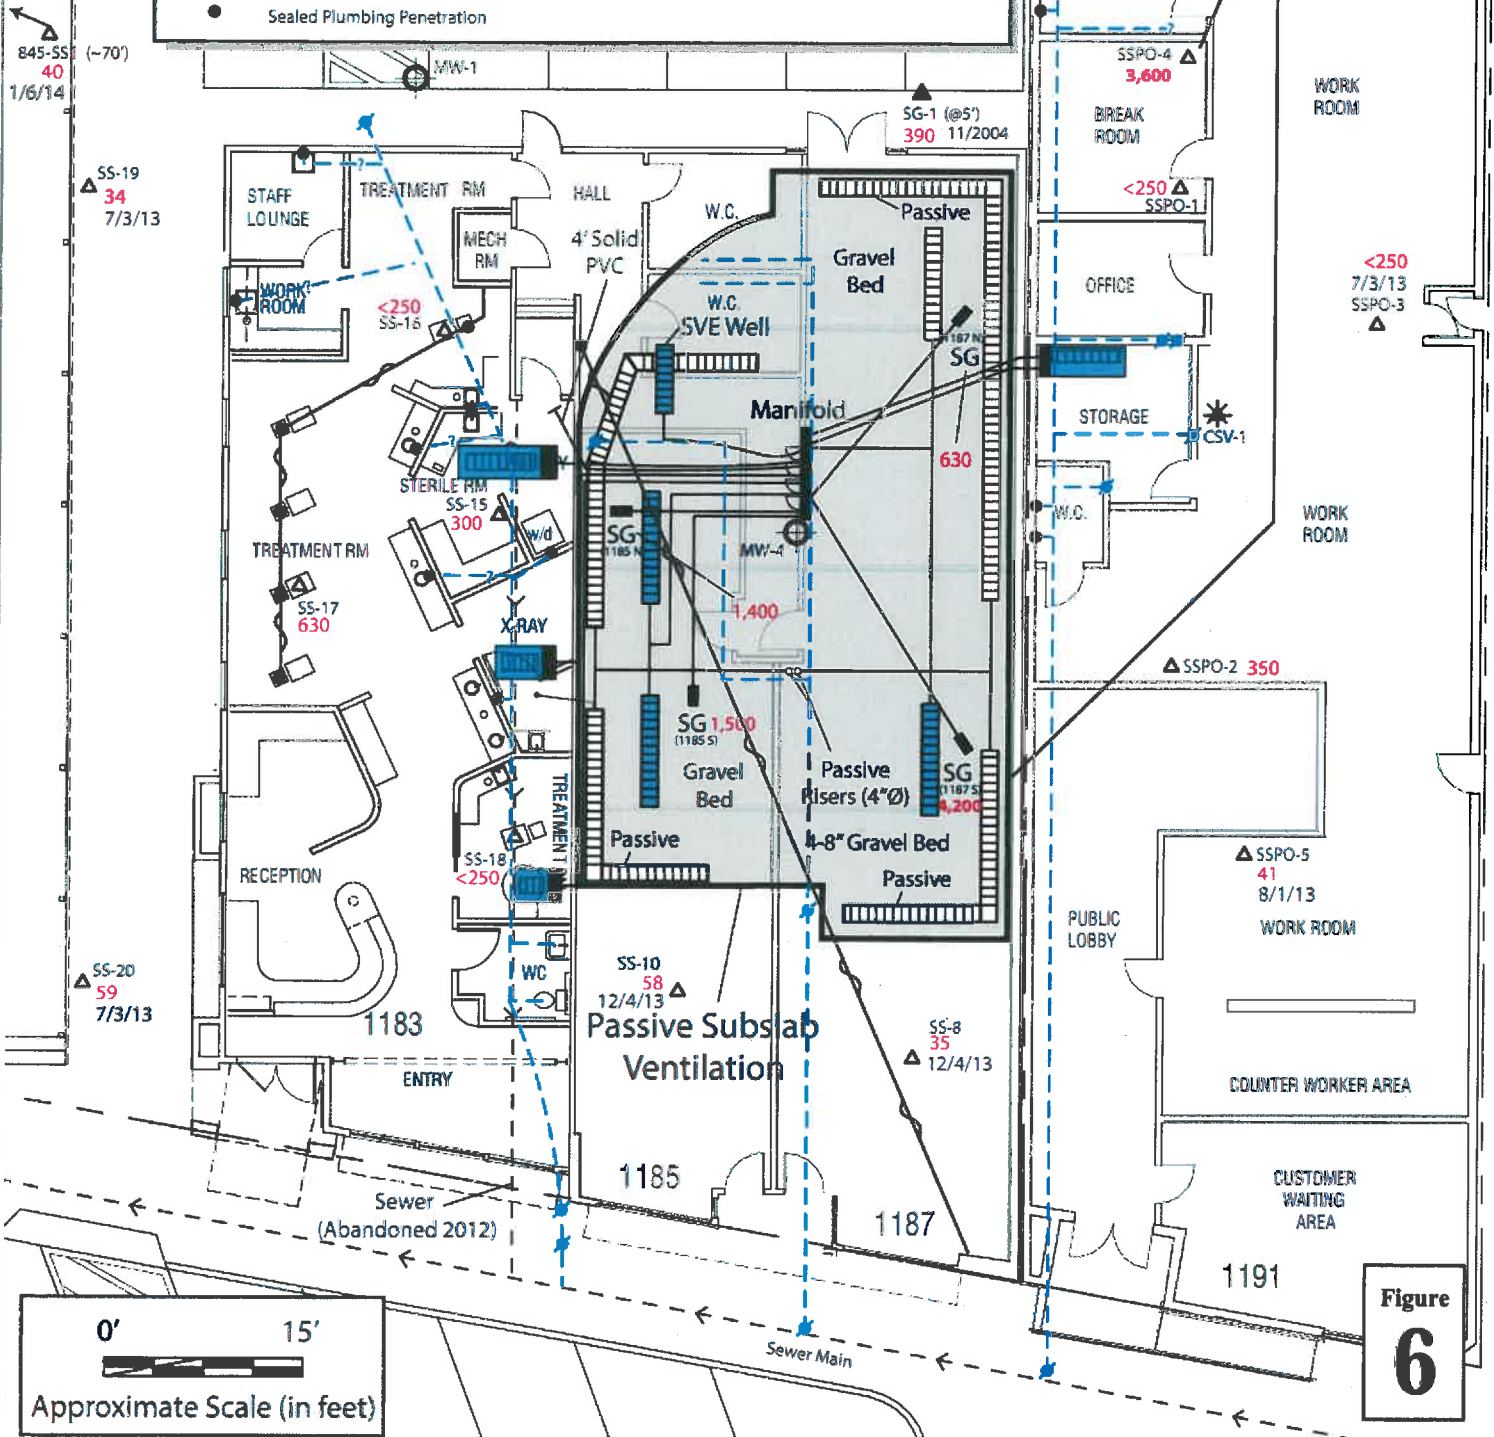 Sealed Plumbing Penetration
845-SS (~70')
40
1/6/14
MW-1
SG-1 (@5')
390 11/2004
SSPO-4
3,600
BREAK
ROOM
WORK
ROOM
SS-19
34
7/3/13
STAFF
LOUNGE
TREATMENT RM
HALL
MECH
RM
4' Solid
PVC
W.C.
Passive
Gravel
Bed
<250
SSPO-1
OFFICE
<250
7/3/13
SSPO-3
WORK
ROOM
?
?
<250
SS-16
W.C.
SVE Well
(1187 N)
SG
Manifold
STORAGE
CSV-1
630
?
STERILE RM
SS-15
300
w/d
TREATMENT RM
?
SG
(1185 N)
MW-4
W.C.
WORK
ROOM
SS-17
630
X-RAY
1,400
SSPO-2 350
SG 1,500
(1185 S)
Gravel
Bed
Passive
Risers (4"Ø)
SG
(1187 S)
4,200
4-8" Gravel Bed
Passive
Passive
TREATMENT
SS-18
<250
RECEPTION
SSPO-5
41
8/1/13
WORK ROOM
PUBLIC
LOBBY
SS-20
59
7/3/13
WC
SS-10
58
12/4/13
Passive Subslab
Ventilation
SS-8
35
12/4/13
1183
ENTRY
COUNTER WORKER AREA
1185
1187
CUSTOMER
WAITING
AREA
1191
Sewer
(Abandoned 2012)
Sewer Main
0' 15'
Approximate Scale (in feet)
Figure
6